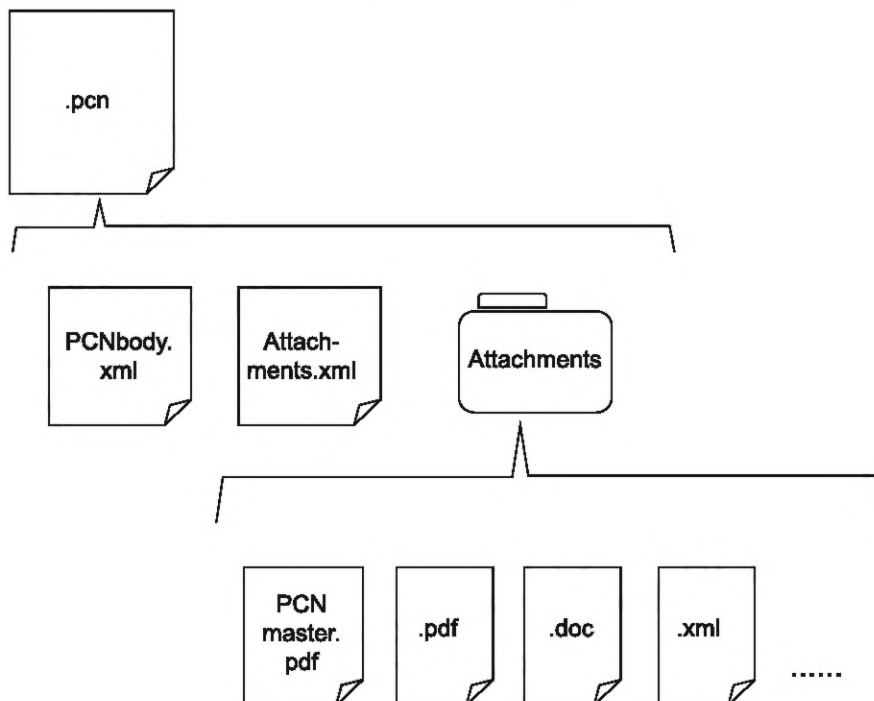 .pcn
PCNbody.
xml
Attach-
ments.xml
Attachments
PCN
master.
pdf
.pdf
.doc
.xml
......